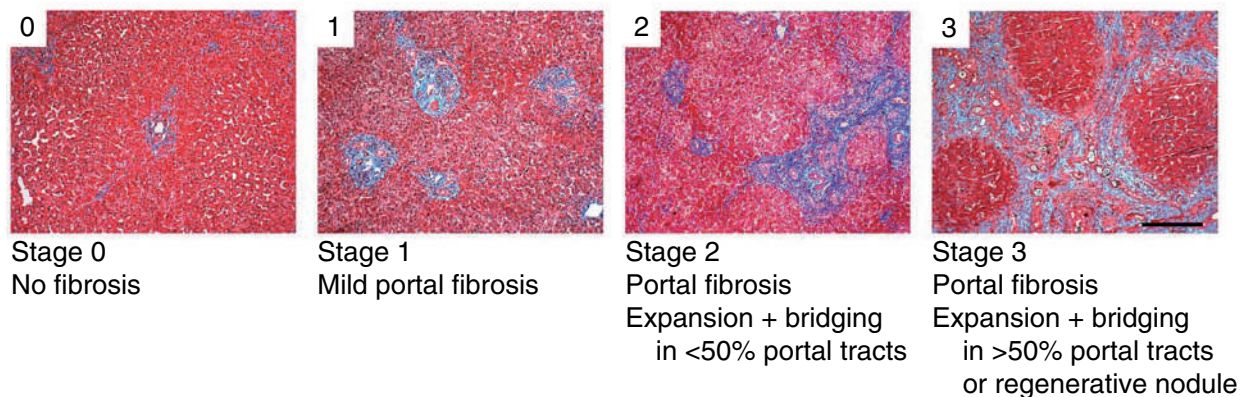 0
1
2
3
Stage 0
No fibrosis
Stage 1
Mild portal fibrosis
Stage 2
Portal fibrosis
Expansion + bridging
in <50% portal tracts
Stage 3
Portal fibrosis
Expansion + bridging
in >50% portal tracts
or regenerative nodule